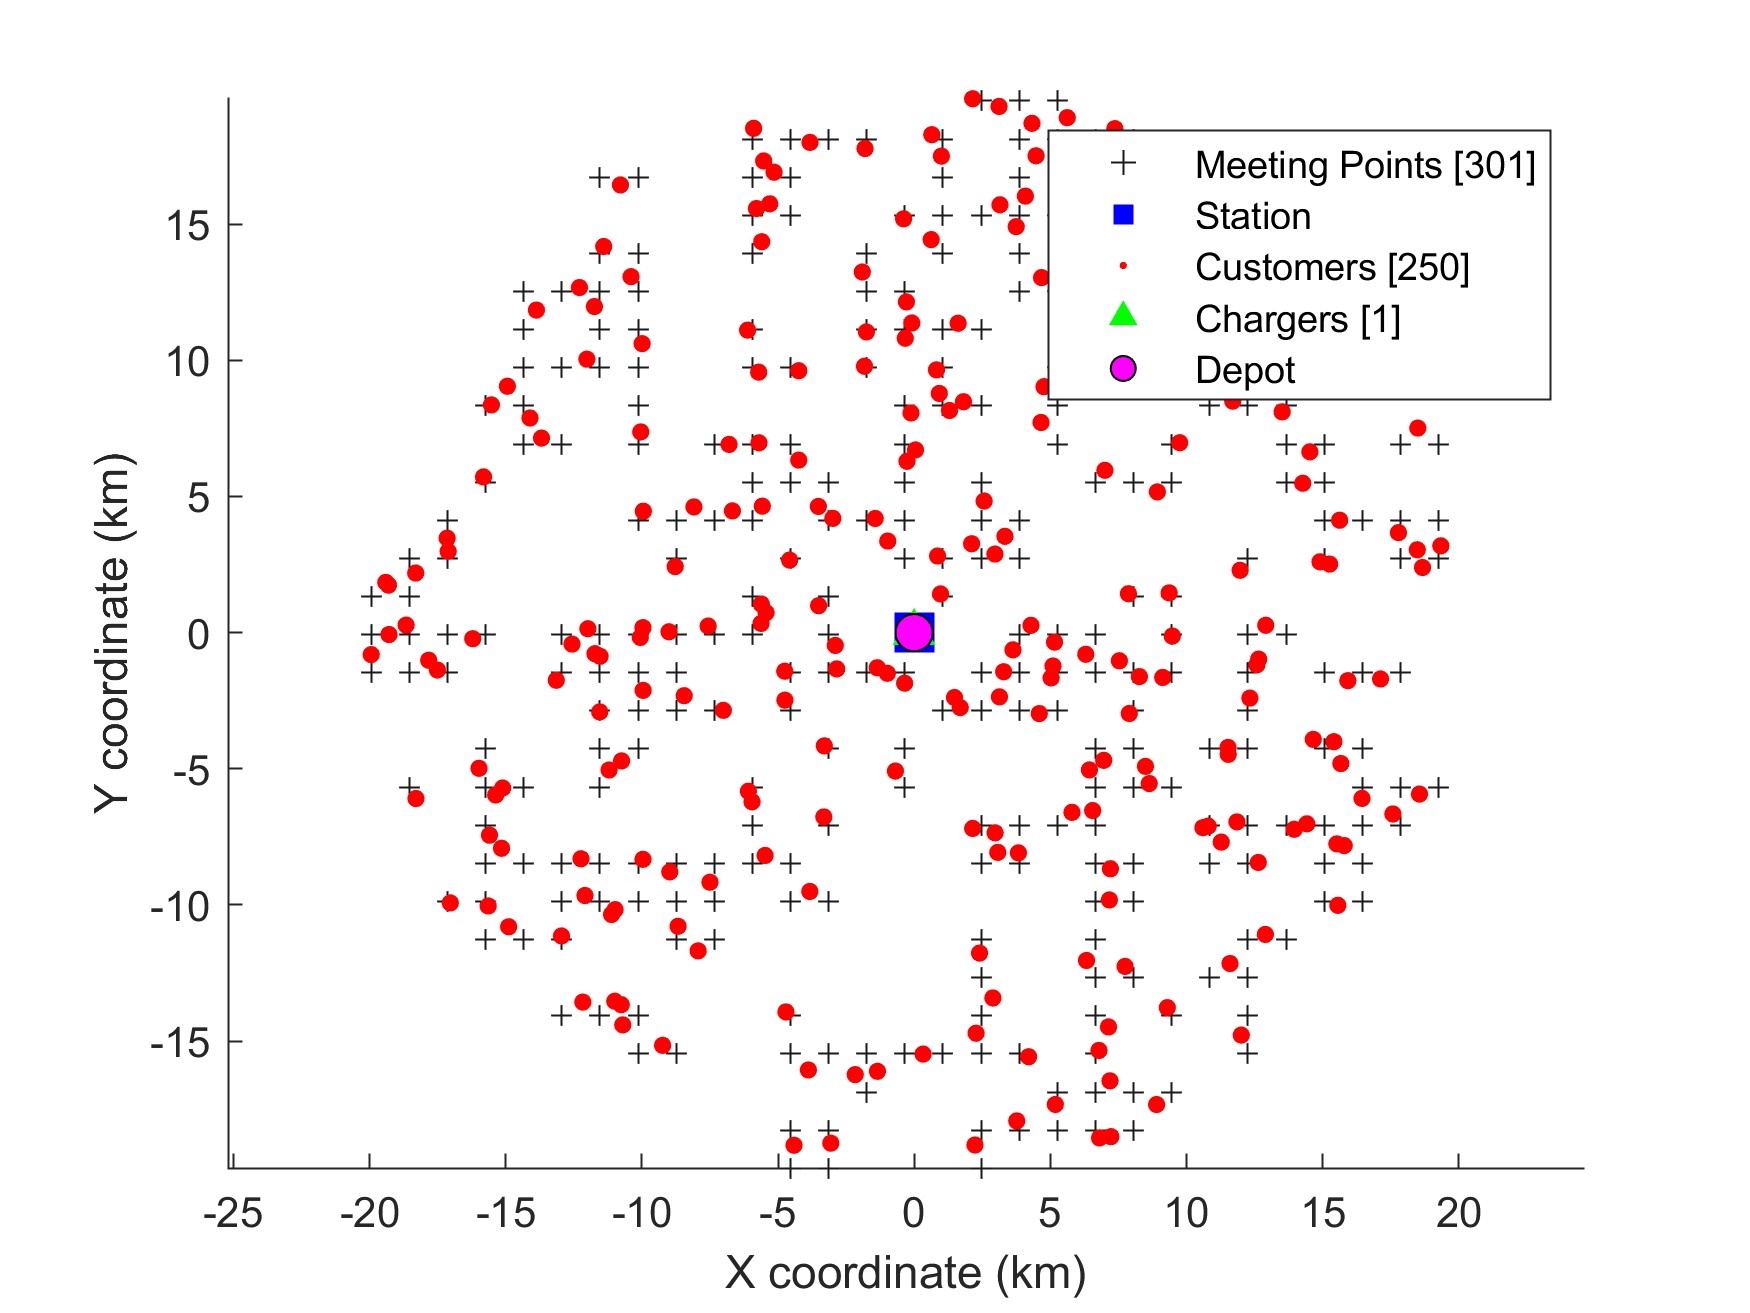 Meeting Points [301]
Station
Customers [250]
Chargers [1]
Depot
15
10
5
0
-5
-10
-15
Y coordinate (km)
-25 -20 -15 -10 -5 0 5 10 15 20
X coordinate (km)